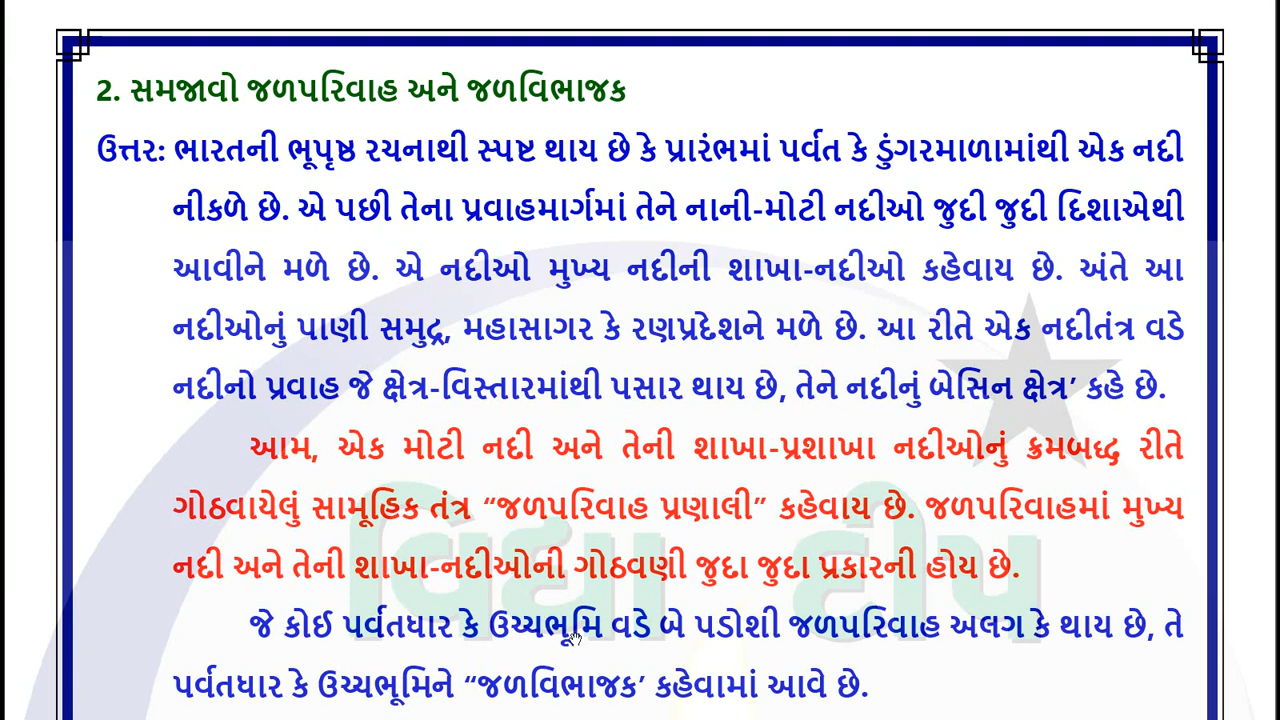 2. સમજાવો જળપરિવાહ અને જળવિભાજક
ઉત્તર: ભારતની ભૂપૃષ્ઠ રચનાથી સ્પષ્ટ થાય છે કે પ્રારંભમાં પર્વત કે ડુંગરમાળામાંથી એક નદી
નીકળે છે. એ પછી તેના પ્રવાહમાર્ગમાં તેને નાની-મોટી નદીઓ જુદી જુદી દિશાએથી
આવીને મળે છે. એ નદીઓ મુખ્ય નદીની શાખા-નદીઓ કહેવાય છે. અંતે આ
નદીઓનું પાણી સમુદ્ર, મહાસાગર કે રણપ્રદેશને મળે છે. આ રીતે એક નદીતંત્ર વડે
નદીનો પ્રવાહ જે ક્ષેત્ર-વિસ્તારમાંથી પસાર થાય છે, તેને નદીનું બેસિન ક્ષેત્ર’ કહે છે.
આમ, એક મોટી નદી અને તેની શાખા-પ્રશાખા નદીઓનું ક્રમબદ્ધ રીતે
ગોઠવાયેલું સામૂહિક તંત્ર “જળપરિવાહ પ્રણાલી” કહેવાય છે. જળપરિવાહમાં મુખ્ય
નદી અને તેની શાખા-નદીઓની ગોઠવણી જુદા જુદા પ્રકારની હોય છે.
જે કોઈ પર્વતધાર કે ઉચ્ચભૂમિ વડે બે પડોશી જળપરિવાહ અલગ કે થાય છે, તે
પર્વતધાર કે ઉચ્ચભૂમિને “જળવિભાજક’ કહેવામાં આવે છે.
વિદ્યા દીપ